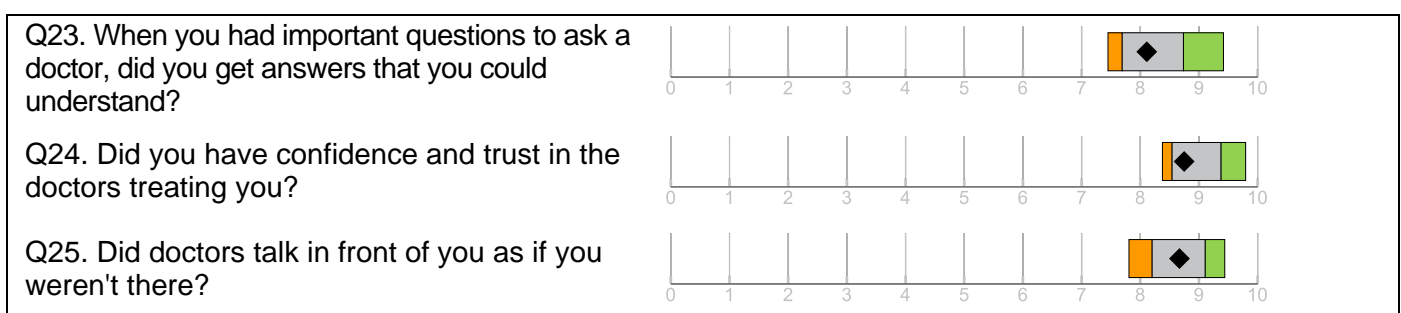 Q23. When you had important questions to ask a
doctor, did you get answers that you could
understand?
0 1 2 3 4 5 6 7 8 9 10
Q24. Did you have confidence and trust in the
doctors treating you?
0 1 2 3 4 5 6 7 8 9 10
Q25. Did doctors talk in front of you as if you
weren't there?
0 1 2 3 4 5 6 7 8 9 10